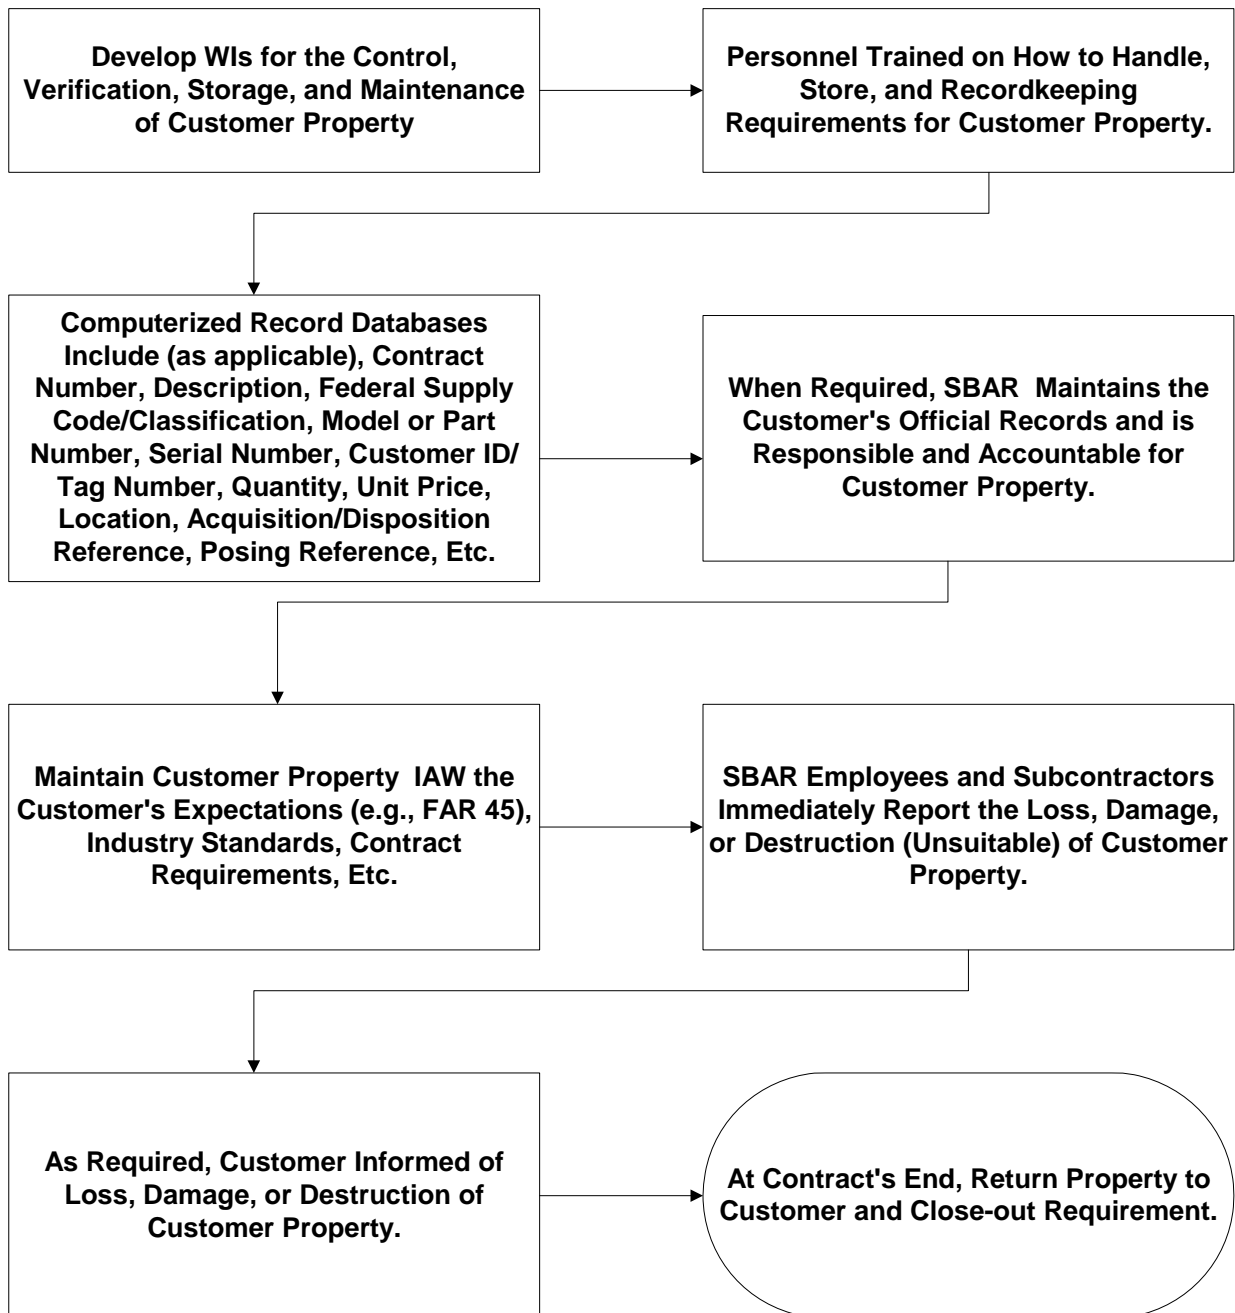 Develop WIs for the Control,
Verification, Storage, and Maintenance
of Customer Property
Personnel Trained on How to Handle,
Store, and Recordkeeping
Requirements for Customer Property.
Computerized Record Databases
Include (as applicable), Contract
Number, Description, Federal Supply
Code/Classification, Model or Part
Number, Serial Number, Customer ID/
Tag Number, Quantity, Unit Price,
Location, Acquisition/Disposition
Reference, Posing Reference, Etc.
When Required, SBAR  Maintains the
Customer's Official Records and is
Responsible and Accountable for
Customer Property.
Maintain Customer Property  IAW the
Customer's Expectations (e.g., FAR 45),
Industry Standards, Contract
Requirements, Etc.
SBAR Employees and Subcontractors
Immediately Report the Loss, Damage,
or Destruction (Unsuitable) of Customer
Property.
As Required, Customer Informed of
Loss, Damage, or Destruction of
Customer Property.
At Contract's End, Return Property to
Customer and Close-out Requirement.